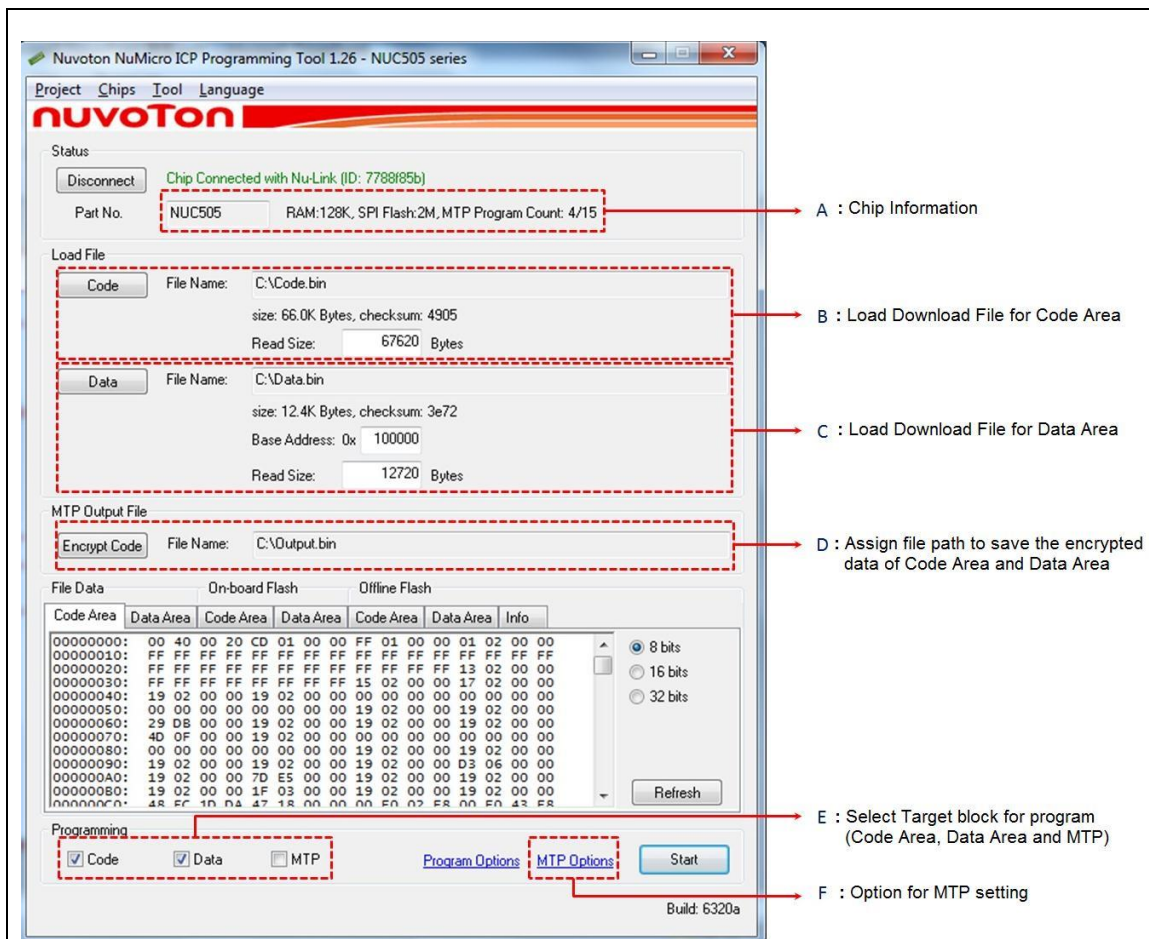 Nuvoton NuMicro ICP Programming Tool 1.26 - NUC505 series
Project Chips Tool Language
nuvoTon
Status
Disconnect Chip Connected with Nu-Link (ID: 7788f85b)
Part No. NUC505 RAM:128K, SPI Flash:2M, MTP Program Count: 4/15
A : Chip Information
Load File
Code File Name: C:\Code.bin
size: 66.0K Bytes, checksum: 4905
B : Load Download File for Code Area
Read Size: 67620 Bytes
Data File Name: C:\Data.bin
size: 12.4K Bytes, checksum: 3e72
Base Address: 0x 100000
C : Load Download File for Data Area
Read Size: 12720 Bytes
MTP Output File
Encrypt Code File Name: C:\Output.bin
D : Assign file path to save the encrypted
data of Code Area and Data Area
File Data On-board Flash Offline Flash
Code Area Data Area Code Area Data Area Code Area Data Area Info
00000000: 00 40 00 20 CD 01 00 00 FF 01 00 00 01 02 00 00
00000010: FF FF FF FF FF FF FF FF FF FF FF FF FF FF FF FF
00000020: FF FF FF FF FF FF FF FF FF FF FF FF 13 02 00 00
00000030: FF FF FF FF FF FF FF FF 15 02 00 00 17 02 00 00
00000040: 19 02 00 00 19 02 00 00 00 00 00 00 00 00 00 00
00000050: 00 00 00 00 00 00 00 00 19 02 00 00 19 02 00 00
00000060: 29 DB 00 00 19 02 00 00 19 02 00 00 19 02 00 00
00000070: 4D 0F 00 00 19 02 00 00 00 00 00 00 00 00 00 00
00000080: 00 00 00 00 00 00 00 00 19 02 00 00 19 02 00 00
00000090: 19 02 00 00 19 02 00 00 19 02 00 00 D3 06 00 00
000000A0: 19 02 00 00 7D E5 00 00 19 02 00 00 19 02 00 00
000000B0: 19 02 00 00 1F 03 00 00 19 02 00 00 19 02 00 00
000000C0: 48 EC 1D DA 47 18 00 00 00 F0 02 F8 00 F0 43 F8
8 bits
16 bits
32 bits
Refresh
Programming
Code Data MTP Program Options MTP Options Start
E : Select Target block for program
(Code Area, Data Area and MTP)
F : Option for MTP setting
Build: 6320a